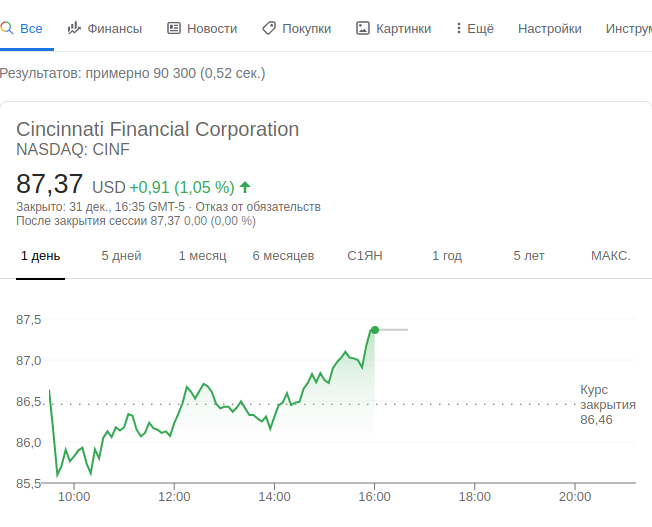 Все Финансы Новости Покупки Картинки Ещё Настройки Инструм
Результатов: примерно 90 300 (0,52 сек.)
Cincinnati Financial Corporation
NASDAQ: CINF
87,37 USD +0,91 (1,05 %)
Закрыто: 31 дек., 16:35 GMT-5 · Отказ от обязательств
После закрытия сессии 87,37 0,00 (0,00 %)
1 день 5 дней 1 месяц 6 месяцев С1ЯН 1 год 5 лет МАКС.
87,5
87,0
86,5
86,0
85,5
Курс
закрытия
86,46
10:00 12:00 14:00 16:00 18:00 20:00